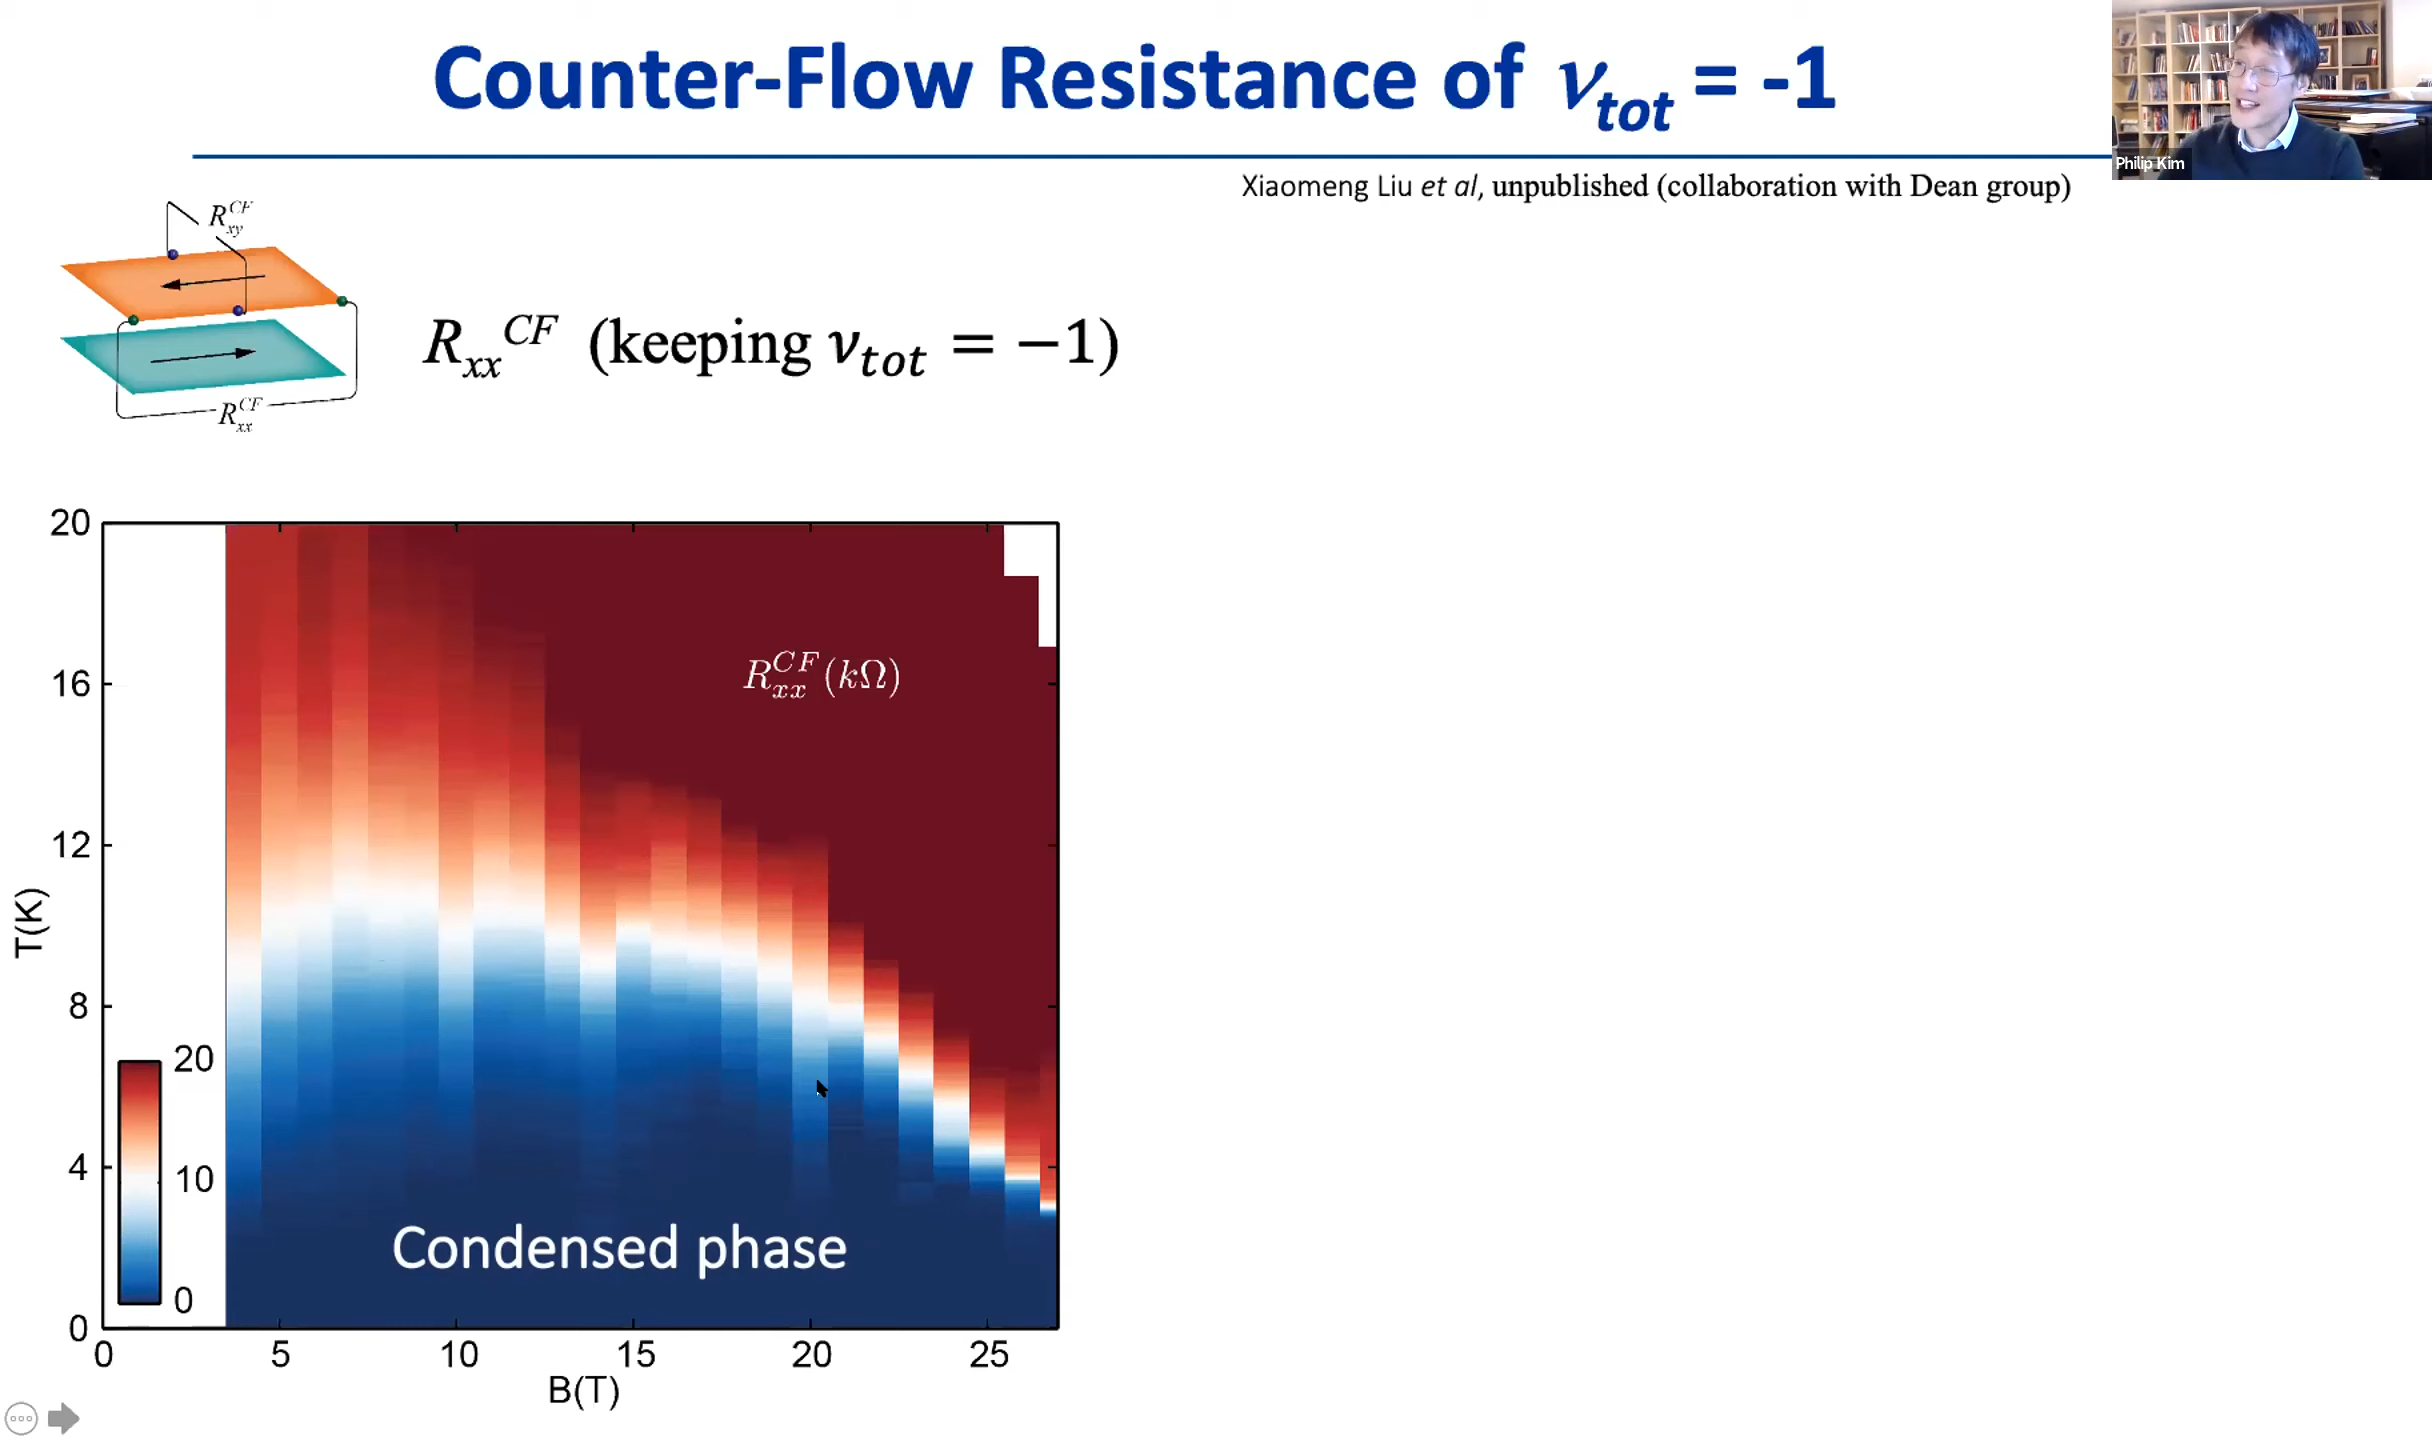 Counter-Flow Resistance of ν_tot = -1
Philip Kim
Xiaomeng Liu et al, unpublished (collaboration with Dean group)
R_xy^CF
R_xx^CF (keeping ν_tot = −1)
R_xx^CF
20
16
12
8
4
0
T(K)
R_xx^CF (kΩ)
20
10
0
Condensed phase
0 5 10 15 20 25
B(T)